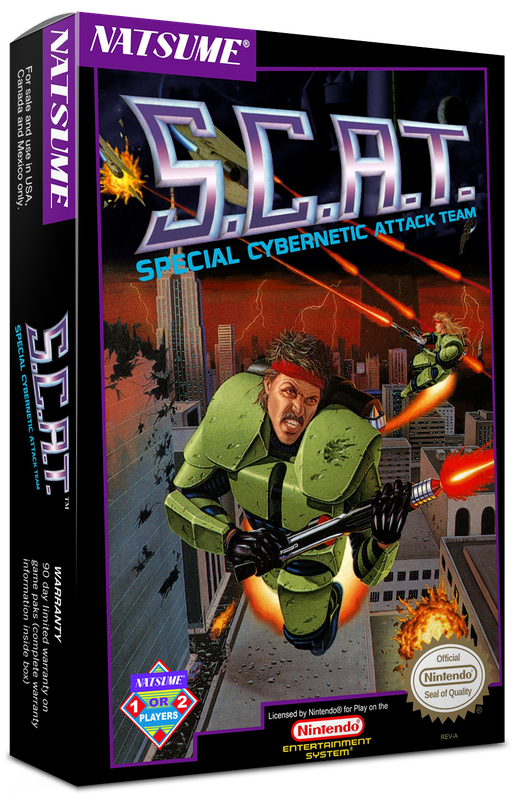 NATSUME®
S.C.A.T.
SPECIAL CYBERNETIC ATTACK TEAM
NATSUME
1 OR 2
PLAYERS
Licensed by Nintendo® for Play on the
Nintendo®
ENTERTAINMENT
SYSTEM®
Official
Nintendo®
Seal of Quality
®
REV-A
NATSUME
For sale and use in USA,
Canada and Mexico only.
S.C.A.T.™
SPECIAL CYBERNETIC ATTACK TEAM
WARRANTY
90 day limited warranty on
game paks (complete warranty
information inside box)